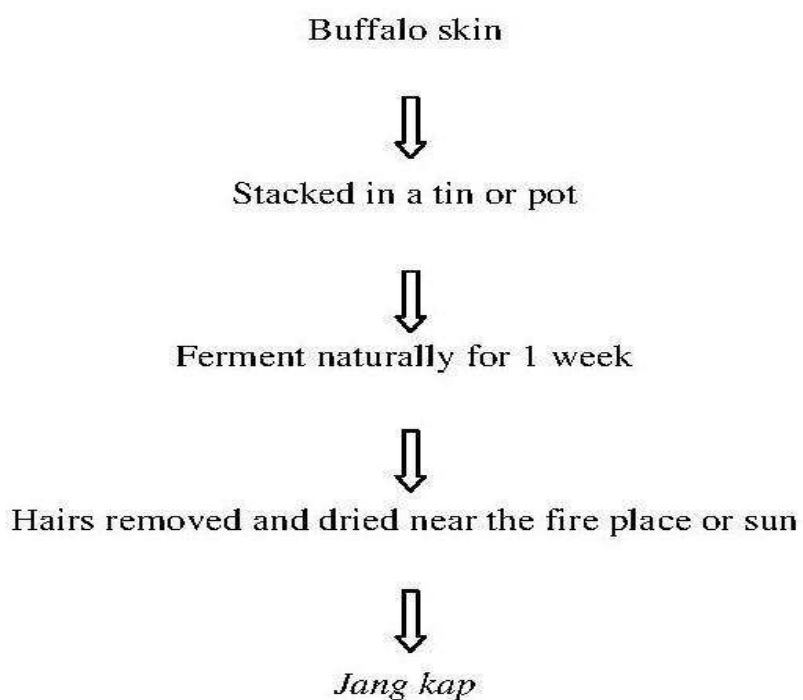 Buffalo skin
Stacked in a tin or pot
Ferment naturally for 1 week
Hairs removed and dried near the fire place or sun
Jang kap